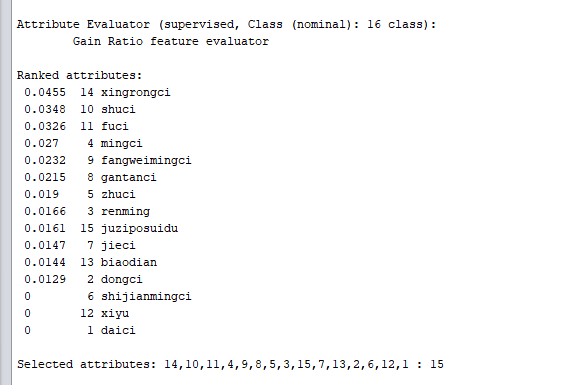 Attribute Evaluator (supervised, Class (nominal): 16 class):
Gain Ratio feature evaluator
Ranked attributes:
0.0455 14 xingrongci
0.0348 10 shuci
0.0326 11 fuci
0.027 4 mingci
0.0232 9 fangweimingci
0.0215 8 gantanci
0.019 5 zhuci
0.0166 3 renming
0.0161 15 juziposuidu
0.0147 7 jieci
0.0144 13 biaodian
0.0129 2 dongci
0 6 shijianmingci
0 12 xiyu
0 1 daici
Selected attributes: 14,10,11,4,9,8,5,3,15,7,13,2,6,12,1 : 15